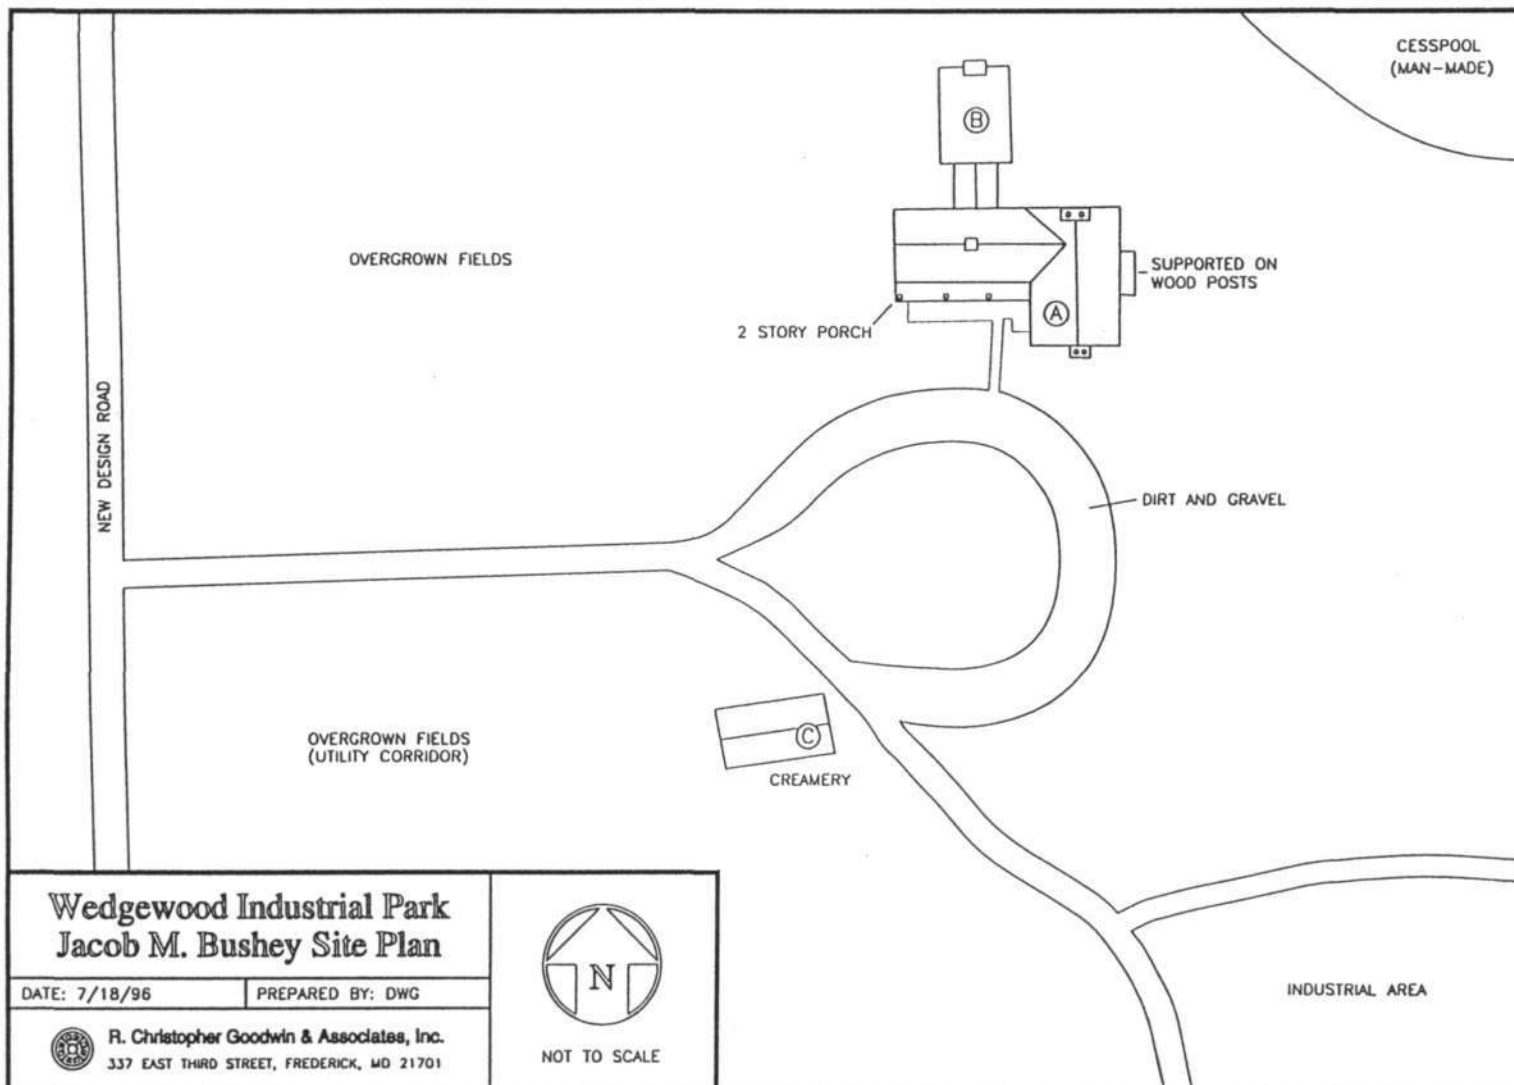 CESSPOOL
(MAN-MADE)
B
OVERGROWN FIELDS
SUPPORTED ON
WOOD POSTS
A
2 STORY PORCH
NEW DESIGN ROAD
DIRT AND GRAVEL
OVERGROWN FIELDS
(UTILITY CORRIDOR)
C
CREAMERY
Wedgewood Industrial Park
Jacob M. Bushey Site Plan
DATE: 7/18/96
PREPARED BY: DWG
R. Christopher Goodwin & Associates, Inc.
337 EAST THIRD STREET, FREDERICK, MD 21701
N
NOT TO SCALE
INDUSTRIAL AREA